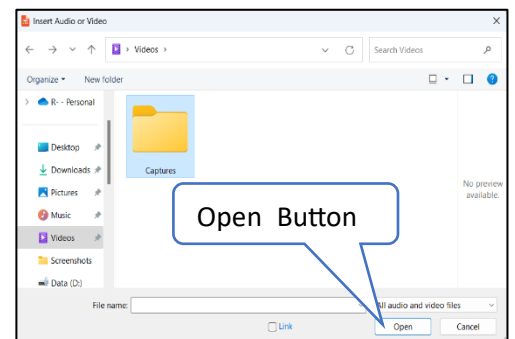 Insert Audio or Video
Videos
Search Videos
Organize New folder
R- - Personal
Desktop
Downloads
Pictures
Music
Videos
Screenshots
Data (D:)
Captures
No preview
available.
Open Button
File name:
All audio and video files
Link
Open Cancel